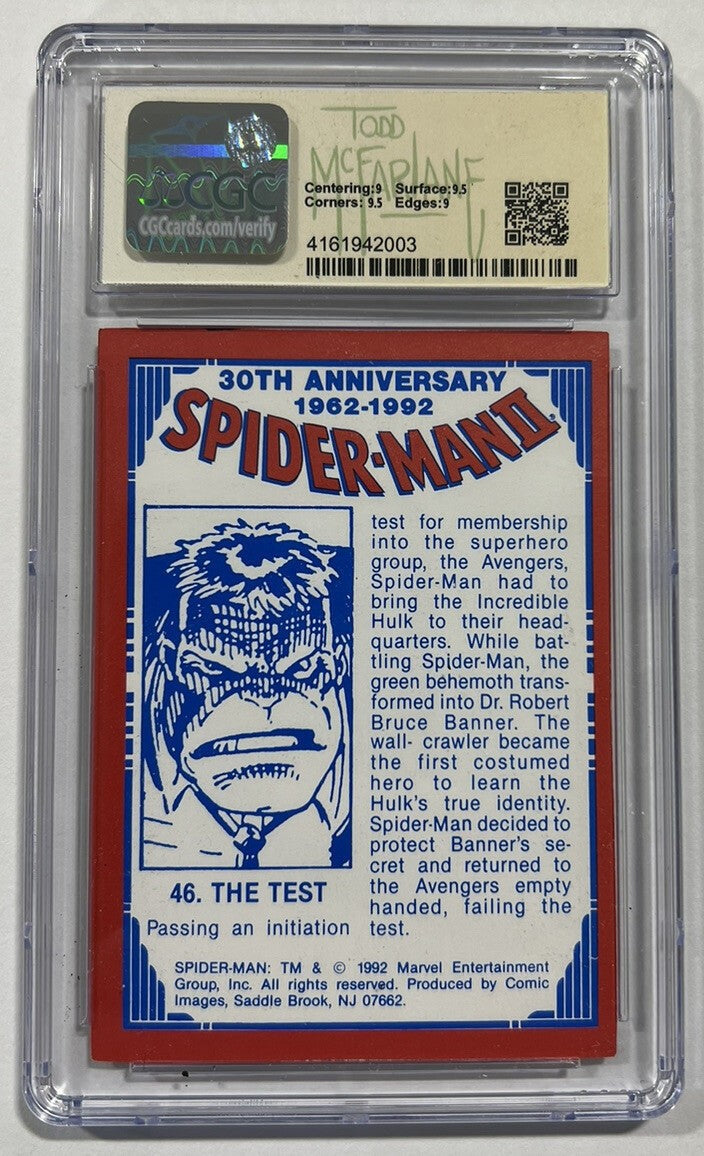 TODD
McFARLANE
CGC
CGCcards.com/verify
Centering:9 Surface:9.5
Corners: 9.5 Edges:9
4161942003
30TH ANNIVERSARY
1962-1992
SPIDER-MAN II
test for membership
into the superhero
group, the Avengers,
Spider-Man had to
bring the Incredible
Hulk to their head-
quarters. While bat-
tling Spider-Man, the
green behemoth trans-
formed into Dr. Robert
Bruce Banner. The
wall- crawler became
the first costumed
hero to learn the
Hulk's true identity.
Spider-Man decided to
protect Banner's se-
cret and returned to
the Avengers empty
handed, failing the
46. THE TEST
Passing an initiation test.
SPIDER-MAN: TM & © 1992 Marvel Entertainment
Group, Inc. All rights reserved. Produced by Comic
Images, Saddle Brook, NJ 07662.